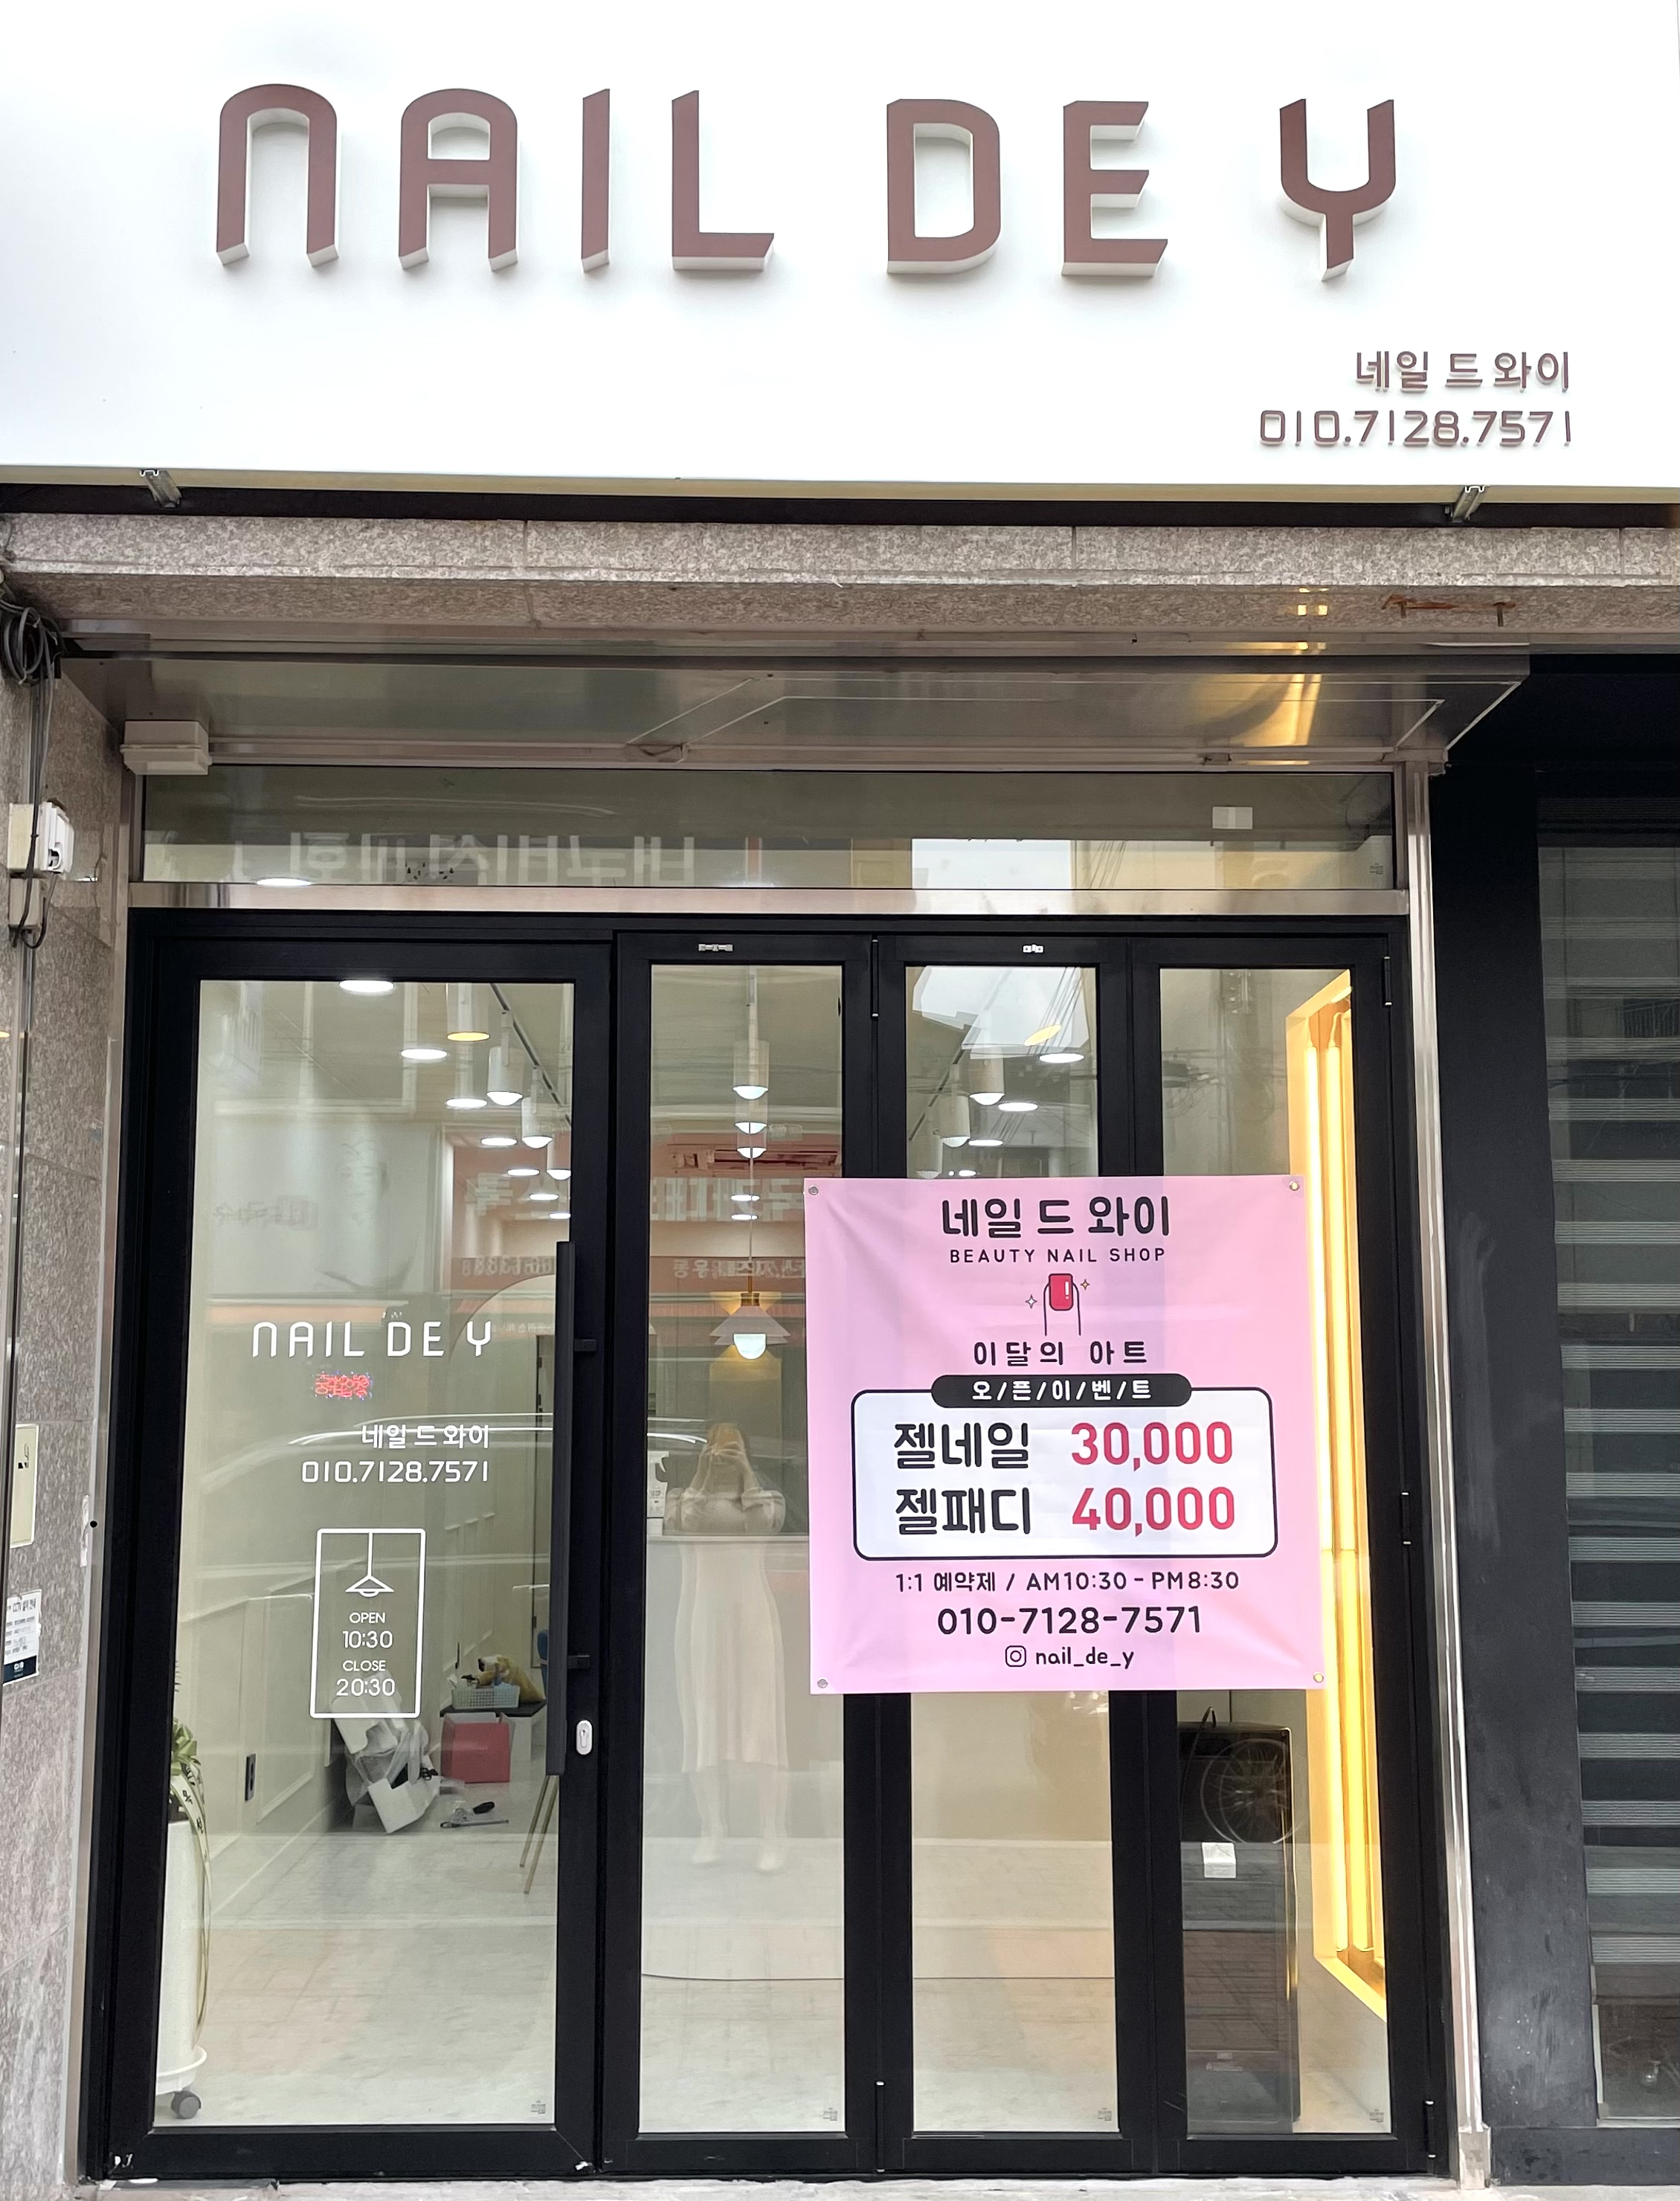 NAIL DE Y
네일 드 와이
010.7128.7571
NAIL DE Y
네일 드 와이
010.7128.7571
OPEN
10:30
CLOSE
20:30
네일 드 와이
BEAUTY NAIL SHOP
이달의 아트
오/픈/이/벤/트
젤네일 30,000
젤패디 40,000
1:1 예약제 / AM10:30 - PM8:30
010-7128-7571
nail_de_y